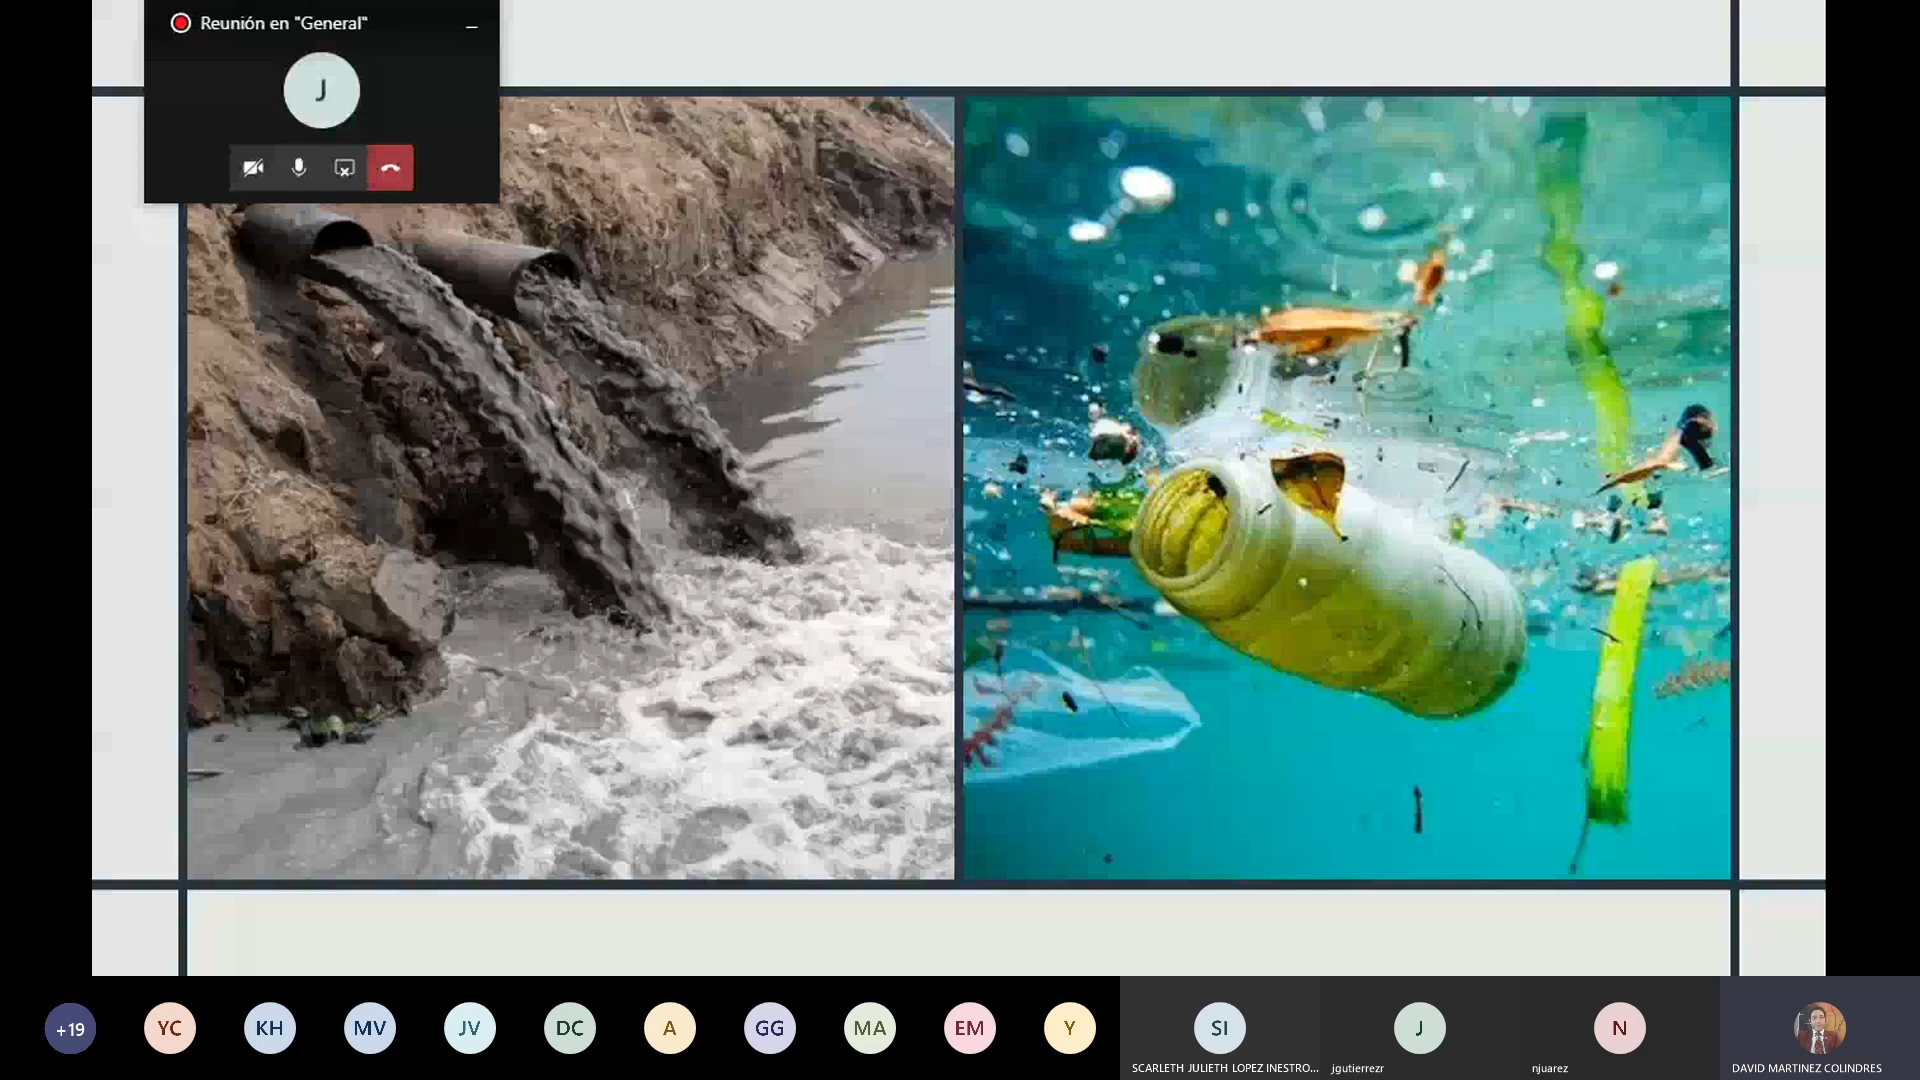 Reunión en "General"
J
+19
YC
KH
MV
JV
DC
A
GG
MA
EM
Y
SI
J
N
SCARLETH JULIETH LOPEZ INESTRO...
jgutierrezr
njuarez
DAVID MARTINEZ COLINDRES